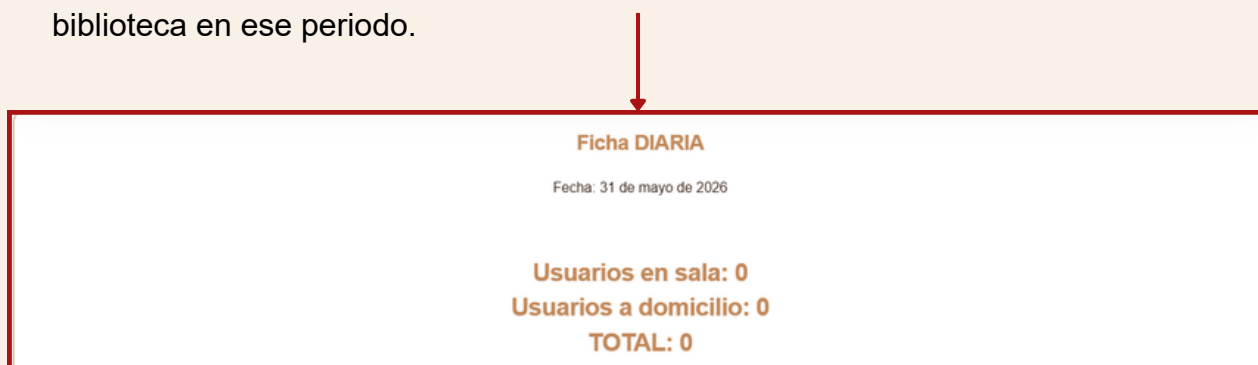 biblioteca en ese periodo.
Ficha DIARIA
Fecha: 31 de mayo de 2026
Usuarios en sala: 0
Usuarios a domicilio: 0
TOTAL: 0